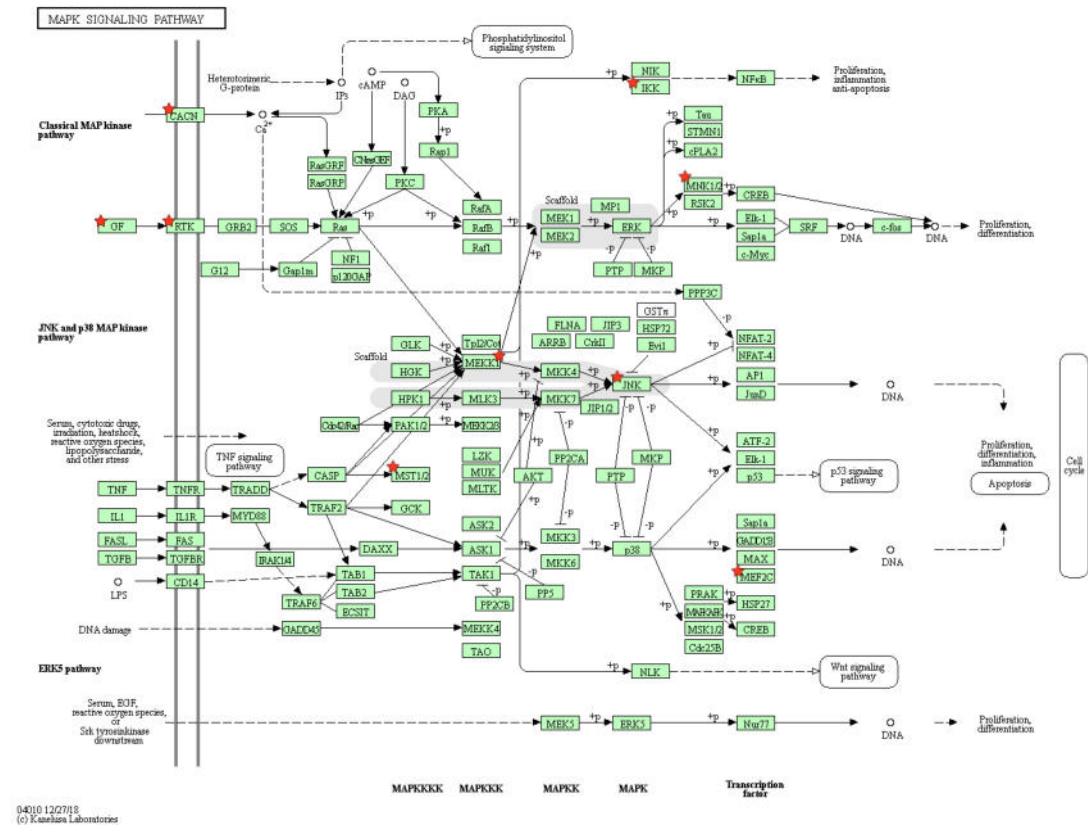 MAPK SIGNALING PATHWAY
Phosphatidylinositol
signaling system
Heterotorimeric
G-protein
IP3
cAMP
DAG
NIK
IKK
+p
NFκB
Proliferation,
inflammation
anti-apoptosis
Classical MAP kinase
pathway
CACN
Ca2+
PKA
+p
Rap1
Tau
STMN1
cPLA2
+p
RasGRF
RasGRP
CNrasGEF
PKC
MNK1/2
RSK2
+p
+p
CREB
GF
RTK
GRB2
SOS
Ras
+p
+p
RafA
RafB
Raf1
+p
Scaffold
MEK1
MEK2
MP1
+p
ERK
+p
Elk-1
Sap1a
c-Myc
SRF
DNA
c-fos
DNA
Proliferation,
differentiation
G12
Gap1m
NF1
p120GAP
+p
-p
-p
PTP
MKP
PPP3C
-p
JNK and p38 MAP kinase
pathway
GSTπ
HSP72
Evi1
FLNA
JIP3
ARRB
CrkII
NFAT-2
NFAT-4
Scaffold
GLK
HGK
HPK1
+p
+p
+p
Tpl2/Cot
MEKK1
MLK3
MEKK2/3
+p
MKK4
MKK7
+p
JNK
JIP1/2
+p
AP1
JunD
DNA
Cdc42/Rac
PAK1/2
Serum, cytotoxic drugs,
irradiation, heatshock,
reactive oxygen species,
lipopolysaccharide,
and other stress
TNF signaling
pathway
CASP
MST1/2
LZK
MUK
MLTK
AKT
PP2CA
PTP
MKP
-p
-p
+p
ATF-2
Elk-1
p53
p53 signaling
pathway
Proliferation,
differentiation,
inflammation
Apoptosis
Cell
cycle
TNF
TNFR
TRADD
TRAF2
GCK
IL1
IL1R
MYD88
ASK2
+p
-p
-p
-p
FASL
FAS
DAXX
ASK1
+p
MKK3
MKK6
+p
p38
+p
Sap1a
GADD153
MAX
MEF2C
DNA
TGFB
TGFBR
IRAK1/4
LPS
CD14
TAB1
TAB2
ECSIT
TRAF6
TAK1
-p
-p
PP5
PP2CB
PRAK
MAPKAPK
MSK1/2
Cdc25B
+p
+p
+p
HSP27
CREB
DNA damage
GADD45
MEKK4
TAO
ERK5 pathway
+p
NLK
Wnt signaling
pathway
Serum, EGF,
reactive oxygen species,
or
Srk tyrosinkinase
downstream
MEK5
+p
ERK5
+p
Nur77
DNA
Proliferation,
differentiation
MAPKKKK
MAPKKK
MAPKK
MAPK
Transcription
factor
04010 12/27/18
(c) Kanehisa Laboratories